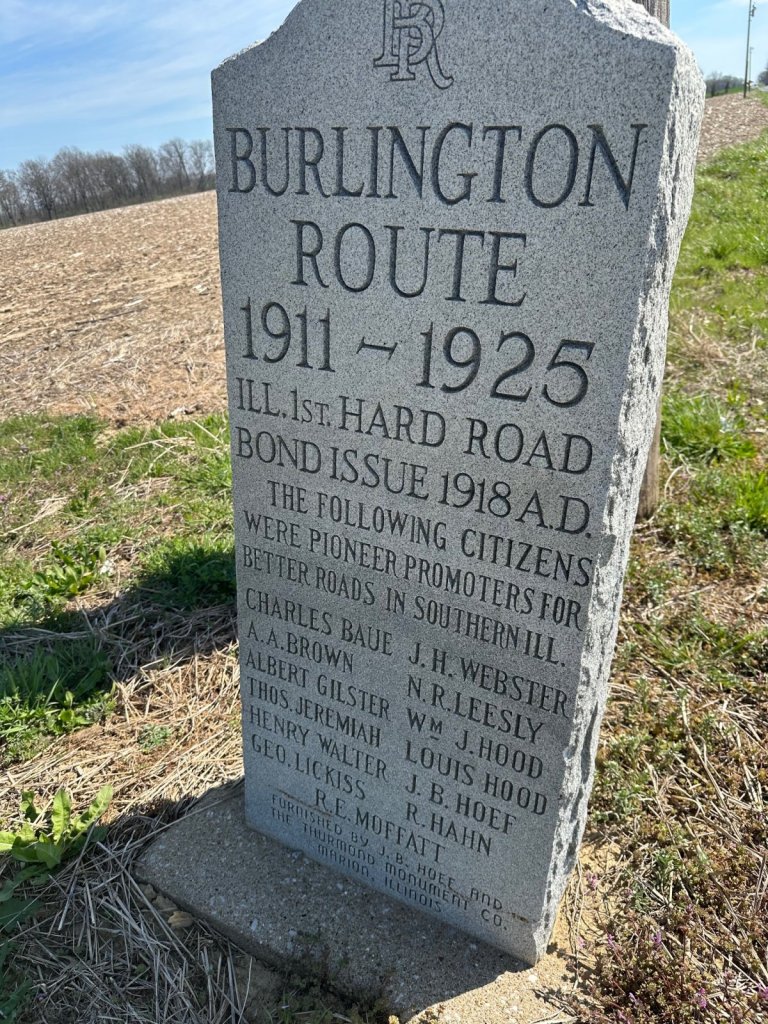 BR
BURLINGTON
ROUTE
1911 - 1925
ILL. 1ST. HARD ROAD
BOND ISSUE 1918 A.D.
THE FOLLOWING CITIZENS
WERE PIONEER PROMOTERS FOR
BETTER ROADS IN SOUTHERN ILL.
CHARLES BAUE J. H. WEBSTER
A. A. BROWN N. R. LEESLY
ALBERT GILSTER WM J. HOOD
THOS. JEREMIAH LOUIS HOOD
HENRY WALTER J. B. HOEF
GEO. LICKISS R. HAHN
R. E. MOFFATT
FURNISHED BY J. B. HOEF AND
THE THURMOND MONUMENT CO.
MARION, ILLINOIS